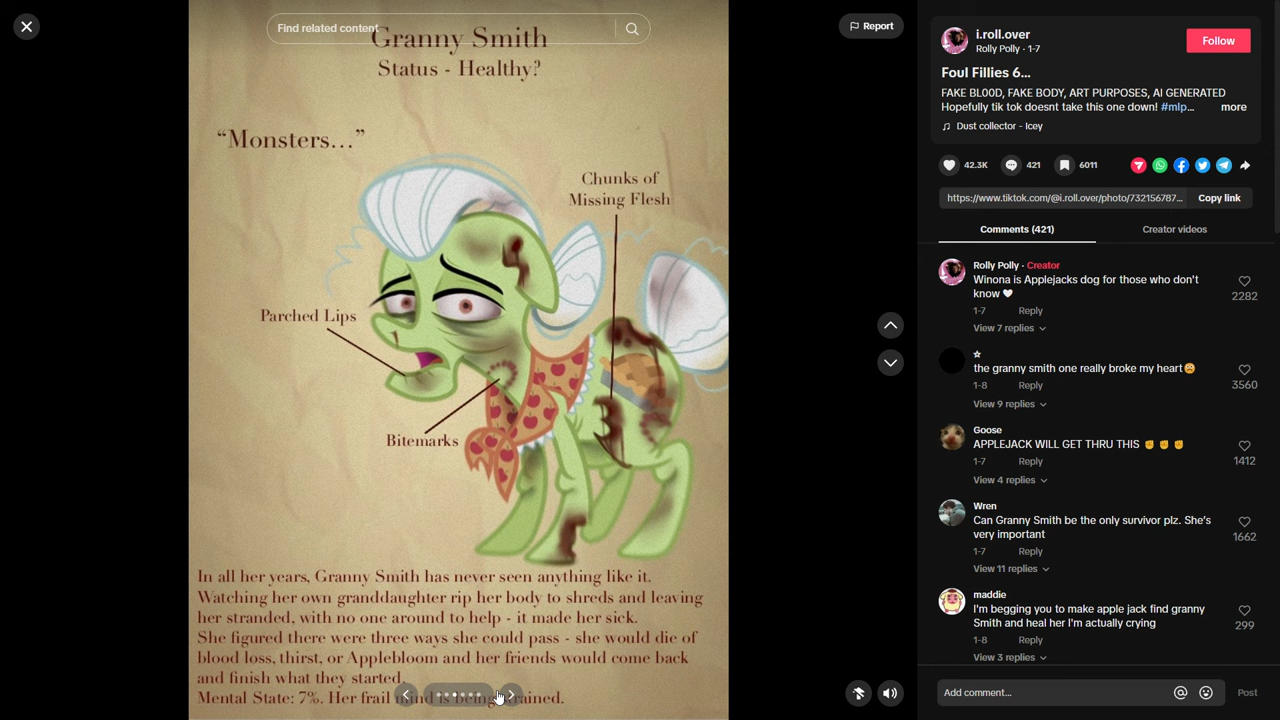 Find related content
Granny Smith
Status - Healthy?
Report
"Monsters…"
Chunks of
Missing Flesh
Parched Lips
Bitemarks
In all her years, Granny Smith has never seen anything like it.
Watching her own granddaughter rip her body to shreds and leaving
her stranded, with no one around to help - it made her sick.
She figured there were three ways she could pass - she would die of
blood loss, thirst, or Applebloom and her friends would come back
and finish what they started.
Mental State: 7%. Her frail mind is being
i.roll.over
Rolly Polly · 1-7
Follow
Foul Fillies 6...
FAKE BL00D, FAKE BODY, ART PURPOSES, AI GENERATED
Hopefully tik tok doesnt take this one down! #mlp... more
Dust collector - Icey
42.3K 421 6011
https://www.tiktok.com/@i.roll.over/photo/732156787... Copy link
Comments (421) Creator videos
Rolly Polly · Creator
Winona is Applejacks dog for those who don't
know 🤍
2282
1-7 Reply
View 7 replies
☆
the granny smith one really broke my heart😩
3560
1-8 Reply
View 9 replies
Goose
APPLEJACK WILL GET THRU THIS ✊ ✊ ✊
1412
1-7 Reply
View 4 replies
Wren
Can Granny Smith be the only survivor plz. She's
very important
1662
1-7 Reply
View 11 replies
maddie
I'm begging you to make apple jack find granny
Smith and heal her I'm actually crying
299
1-8 Reply
View 3 replies
Add comment... Post